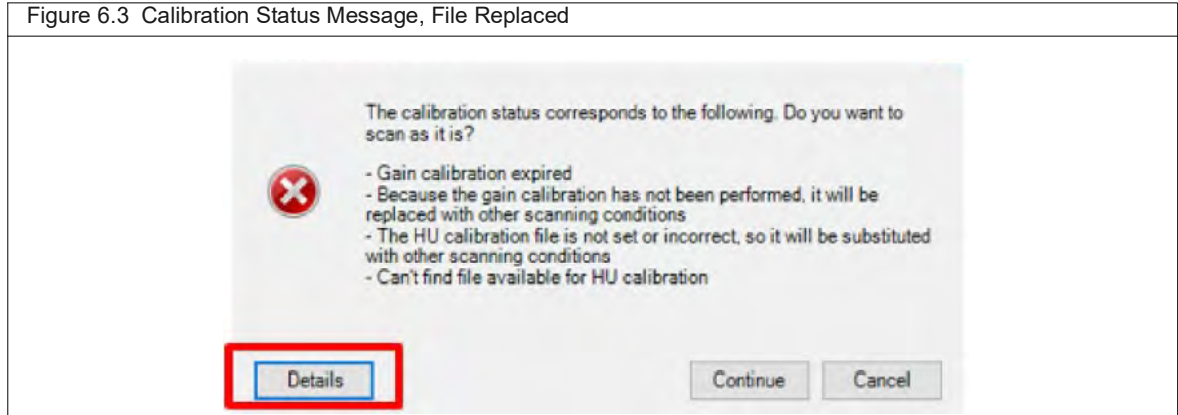 Figure 6.3 Calibration Status Message, File Replaced
The calibration status corresponds to the following. Do you want to
scan as it is?
- Gain calibration expired
- Because the gain calibration has not been performed, it will be
replaced with other scanning conditions
- The HU calibration file is not set or incorrect, so it will be substituted
with other scanning conditions
- Can't find file available for HU calibration
Details
Continue
Cancel